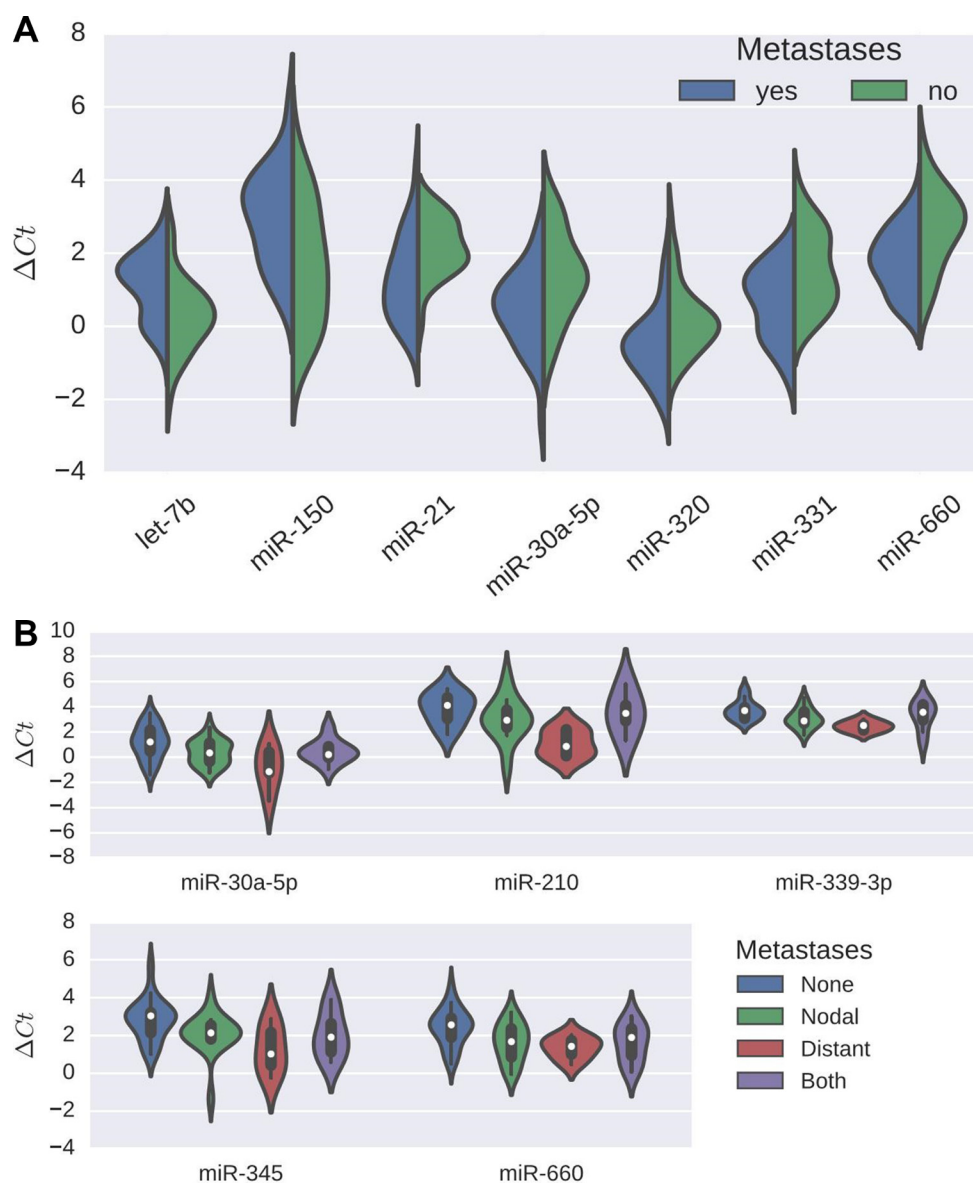 A
8
6
4
2
0
−2
−4
ΔCt
Metastases
yes no
let-7b miR-150 miR-21 miR-30a-5p miR-320 miR-331 miR-660
B
10
8
6
4
2
0
−2
−4
−6
−8
ΔCt
miR-30a-5p miR-210 miR-339-3p
8
6
4
2
0
−2
−4
ΔCt
miR-345 miR-660
Metastases
None
Nodal
Distant
Both